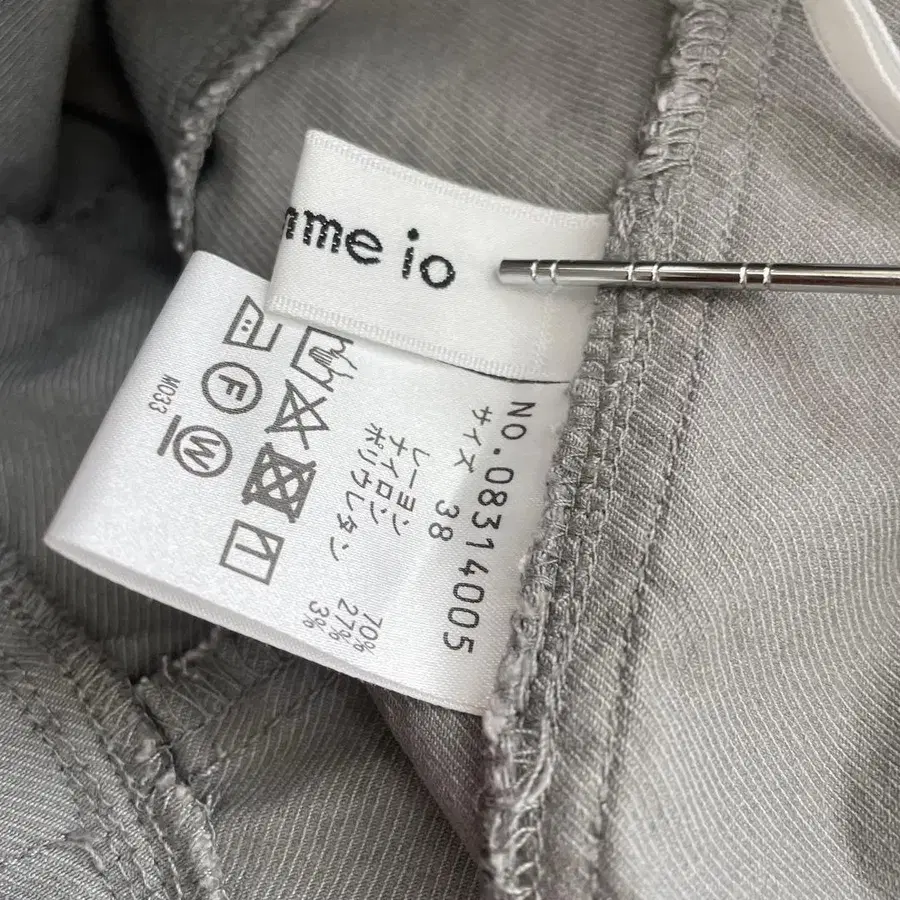 mme io
NO.08314005
サイズ 38
レーヨン 70%
ナイロン 27%
ポリウレタン 3%
F
W
M033